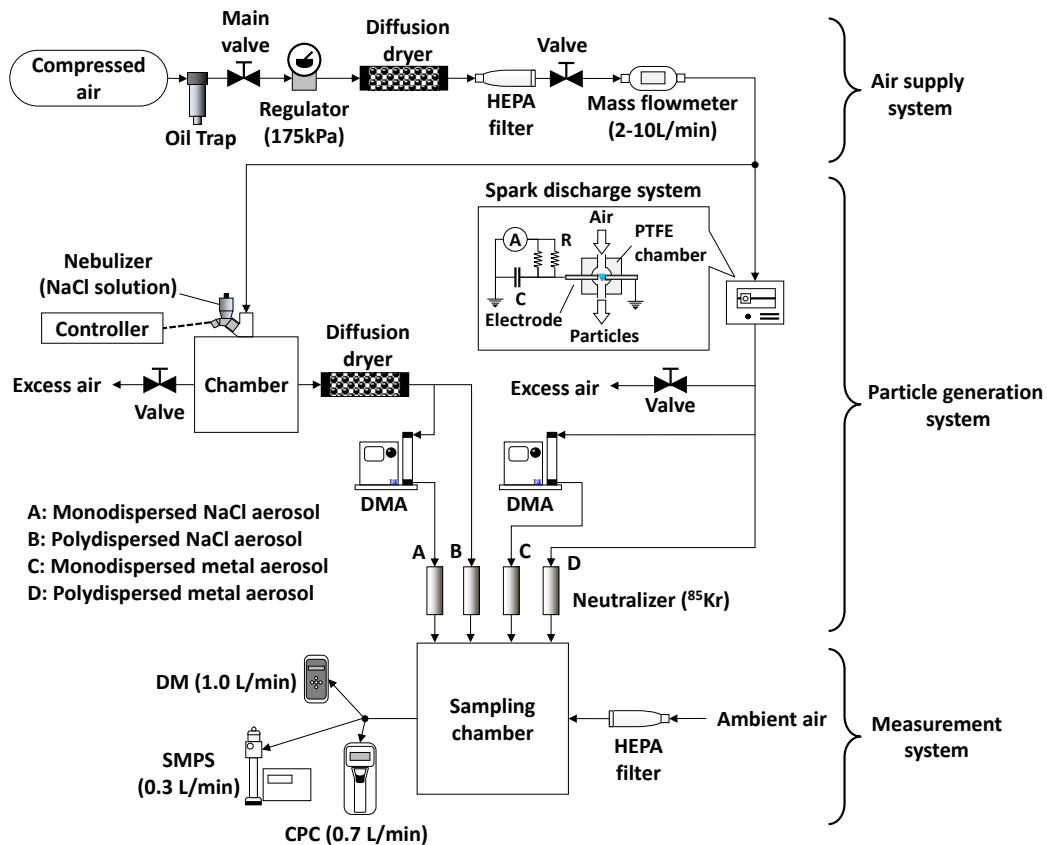 Compressed
air
Oil Trap
Main
valve
Regulator
(175kPa)
Diffusion
dryer
HEPA
filter
Valve
Mass flowmeter
(2-10L/min)
Air supply
system
Spark discharge system
Air
A
R
PTFE
chamber
C
Electrode
Particles
Nebulizer
(NaCl solution)
Controller
Chamber
Excess air
Valve
Diffusion
dryer
Excess air
Valve
Particle generation
system
DMA
DMA
A: Monodispersed NaCl aerosol
B: Polydispersed NaCl aerosol
C: Monodispersed metal aerosol
D: Polydispersed metal aerosol
A
B
C
D
Neutralizer (⁸⁵Kr)
DM (1.0 L/min)
SMPS
(0.3 L/min)
CPC (0.7 L/min)
Sampling
chamber
HEPA
filter
Ambient air
Measurement
system